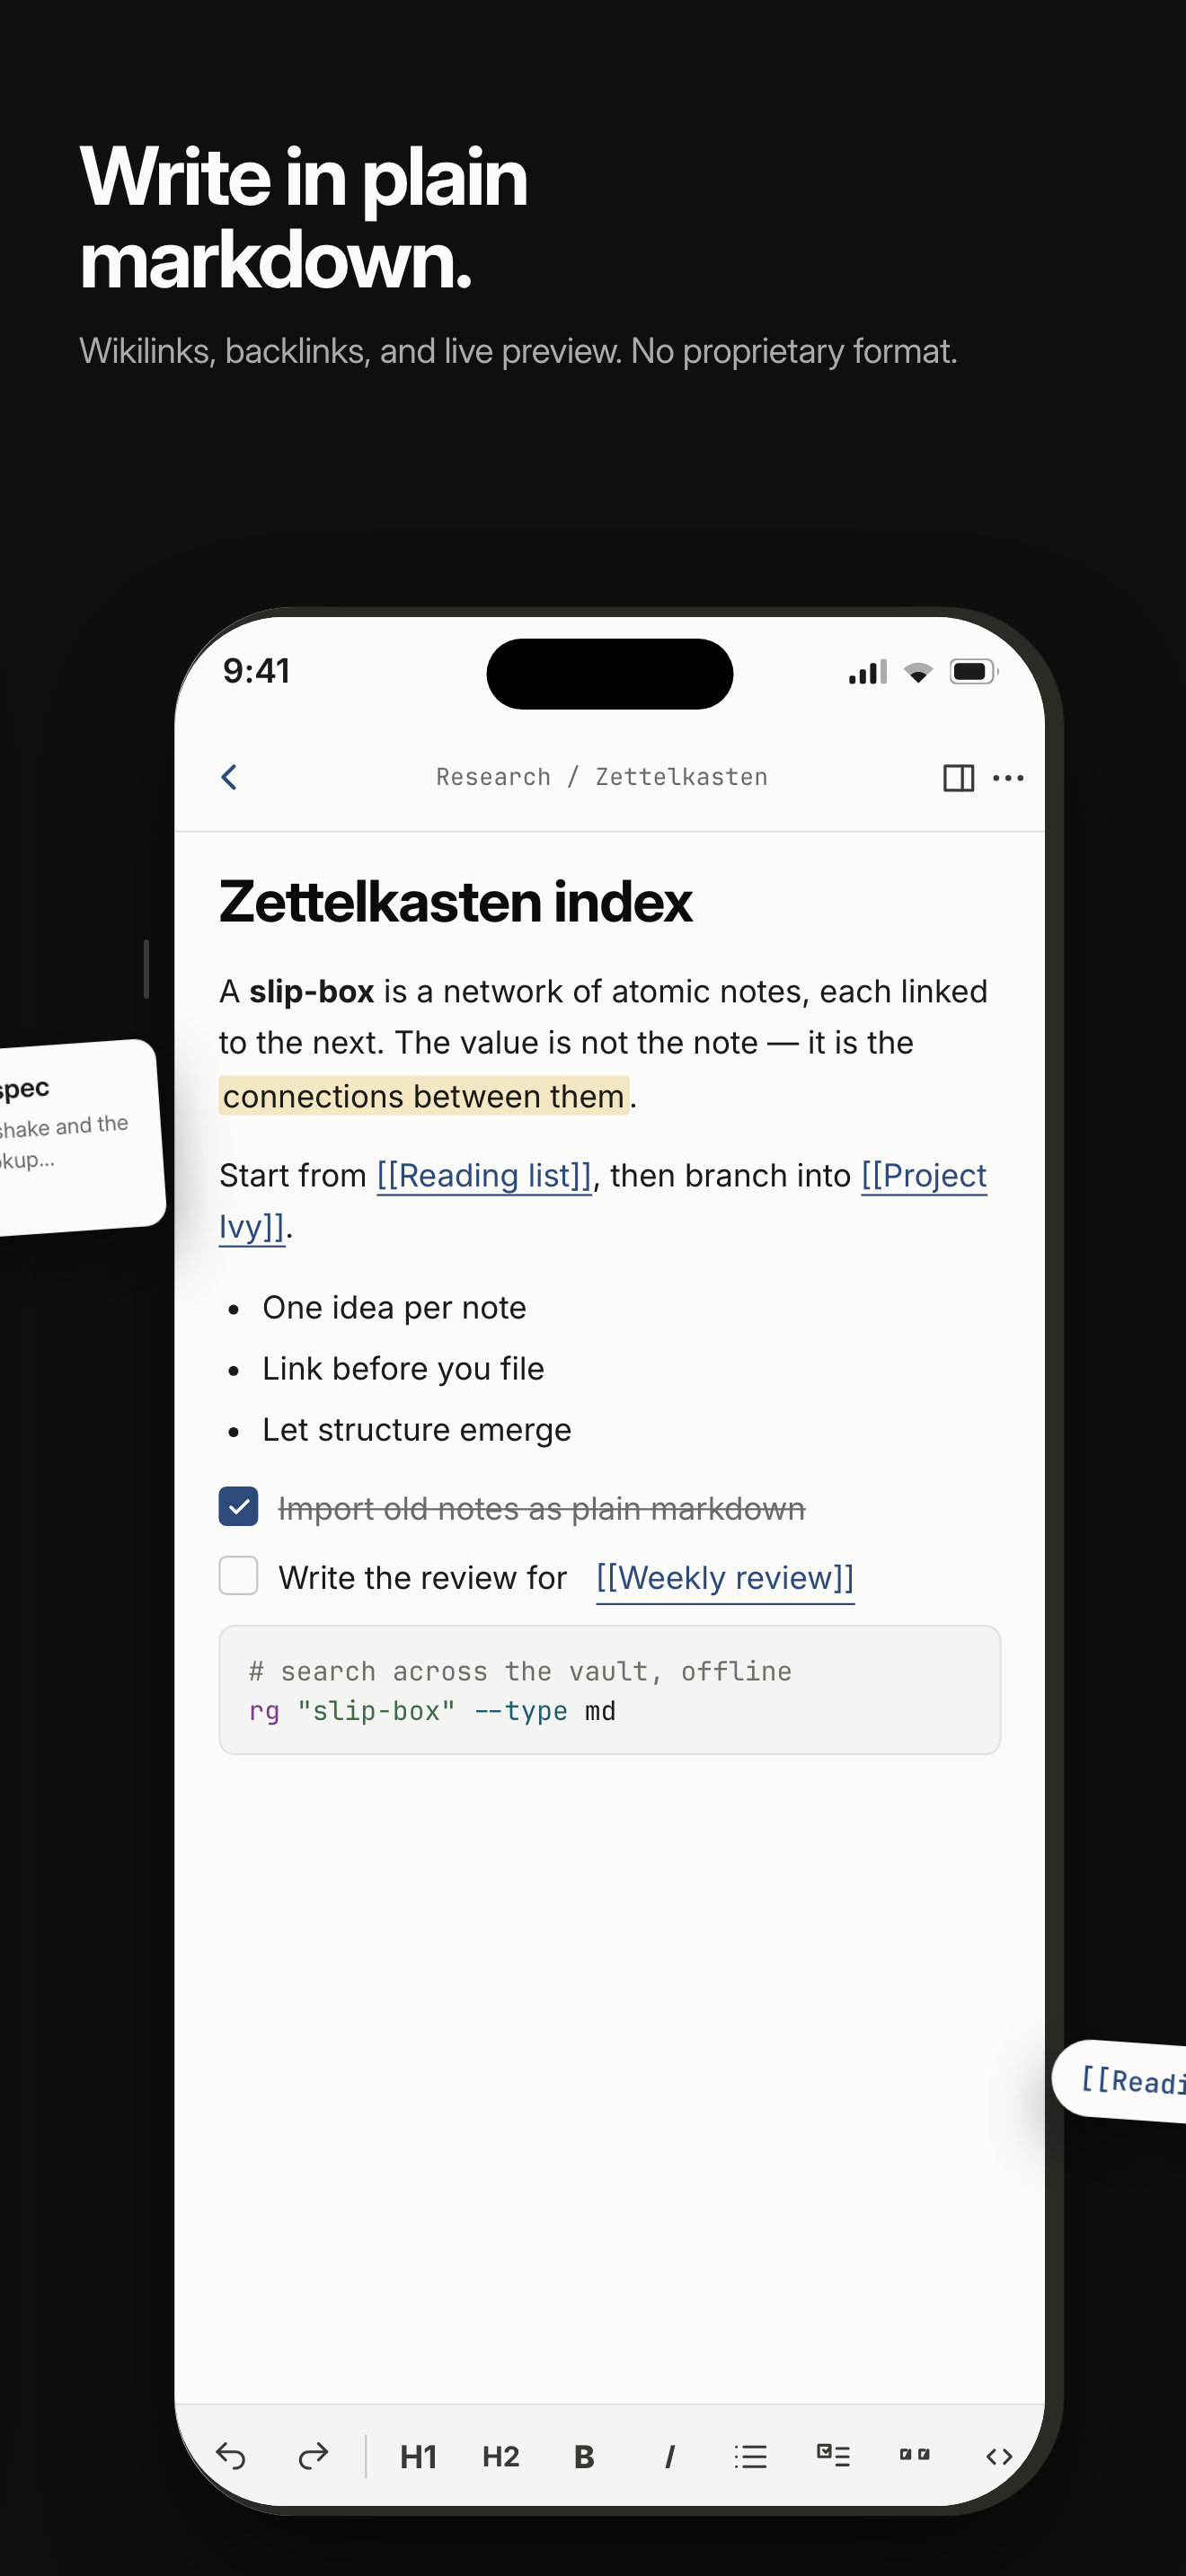 Write in plain
markdown.
Wikilinks, backlinks, and live preview. No proprietary format.
9:41
Research / Zettelkasten
Zettelkasten index
A slip-box is a network of atomic notes, each linked
to the next. The value is not the note — it is the
connections between them.
spec
shake and the
okup...
Start from [[Reading list]], then branch into [[Project
Ivy]].
• One idea per note
• Link before you file
• Let structure emerge
Import old notes as plain markdown
Write the review for [[Weekly review]]
# search across the vault, offline
rg "slip-box" --type md
[[Readi
H1 H2 B I